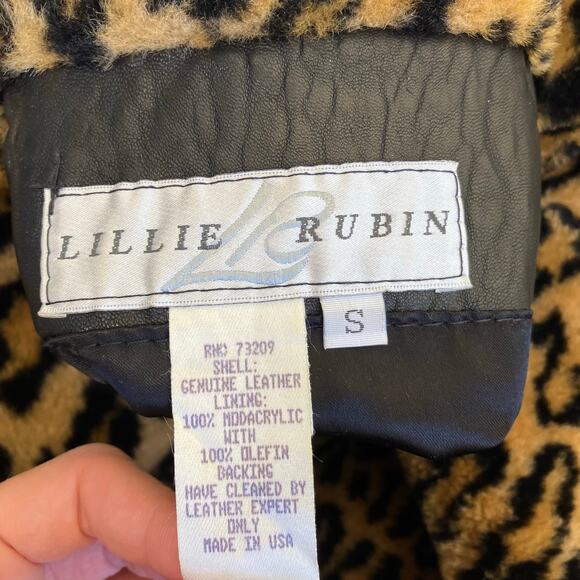 LILLIE RUBIN
S
RN# 73209
SHELL:
GENUINE LEATHER
LINING:
100% MODACRYLIC
WITH
100% OLEFIN
BACKING
HAVE CLEANED BY
LEATHER EXPERT
ONLY
MADE IN USA